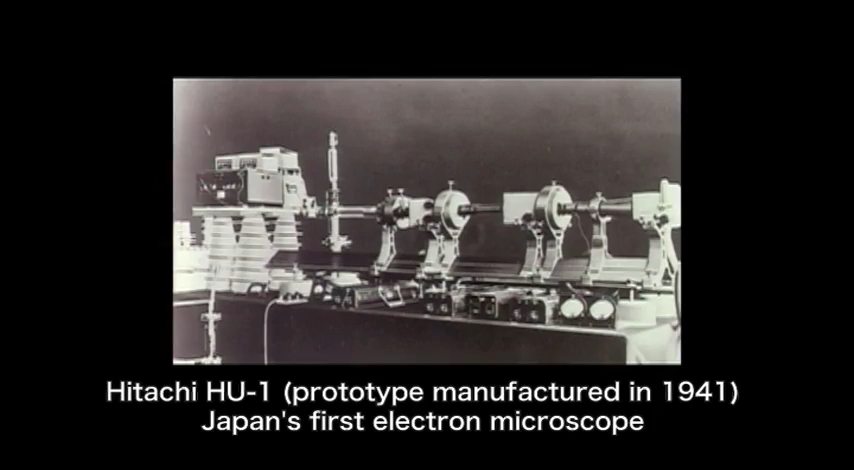 Hitachi HU-1 (prototype manufactured in 1941)
Japan's first electron microscope